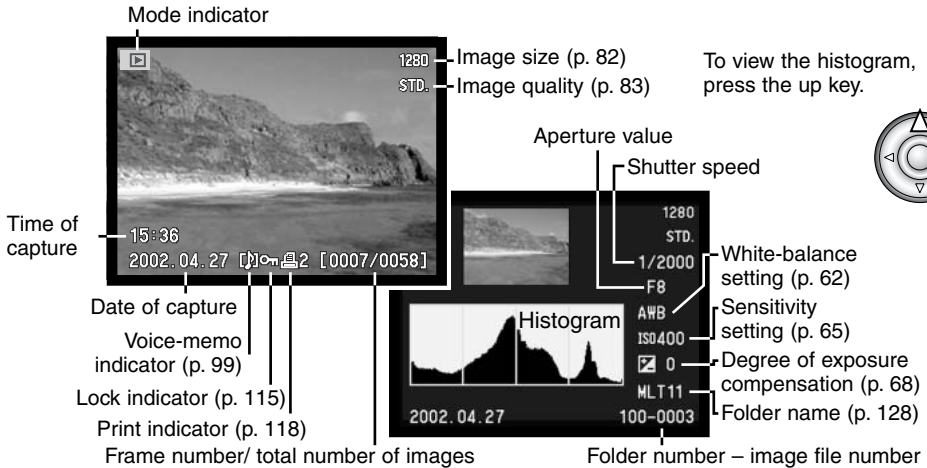 Mode indicator
1280
STD.
Image size (p. 82)
Image quality (p. 83)
To view the histogram,
press the up key.
Aperture value
Shutter speed
Time of
capture
15:36
2002.04.27 2 [0007/0058]
1280
STD.
1/2000
F8
AWB
ISO400
0
MLT11
2002.04.27 100-0003
Histogram
White-balance
setting (p. 62)
Sensitivity
setting (p. 65)
Degree of exposure
compensation (p. 68)
Folder name (p. 128)
Date of capture
Voice-memo
indicator (p. 99)
Lock indicator (p. 115)
Print indicator (p. 118)
Frame number/ total number of images
Folder number – image file number